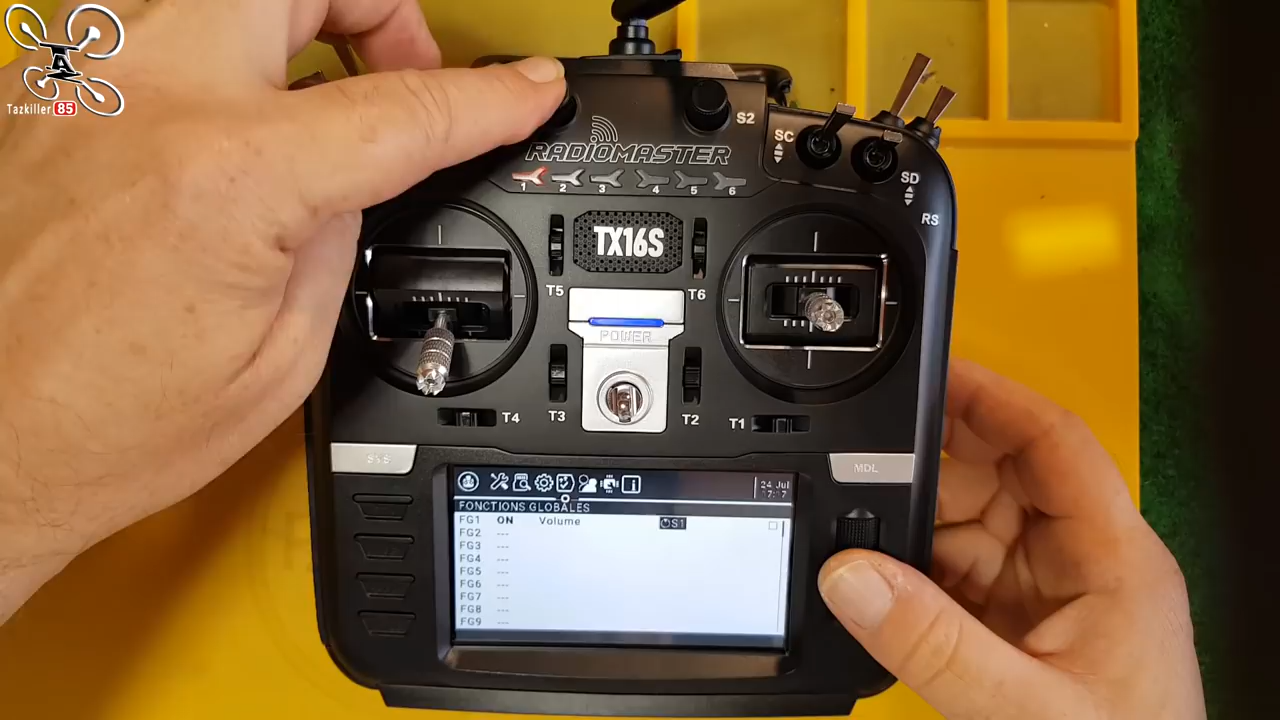 A
Tazkiller 85
S2
SC
RADIOMASTER
1 2 3 4 5 6
SD
RS
TX16S
T5
T6
POWER
T3
T2
T4
T1
SYS
MDL
24 Jul
17:17
FONCTIONS GLOBALES
FG1 ON Volume S1
FG2 ---
FG3 ---
FG4 ---
FG5 ---
FG6 ---
FG7 ---
FG8 ---
FG9 ---